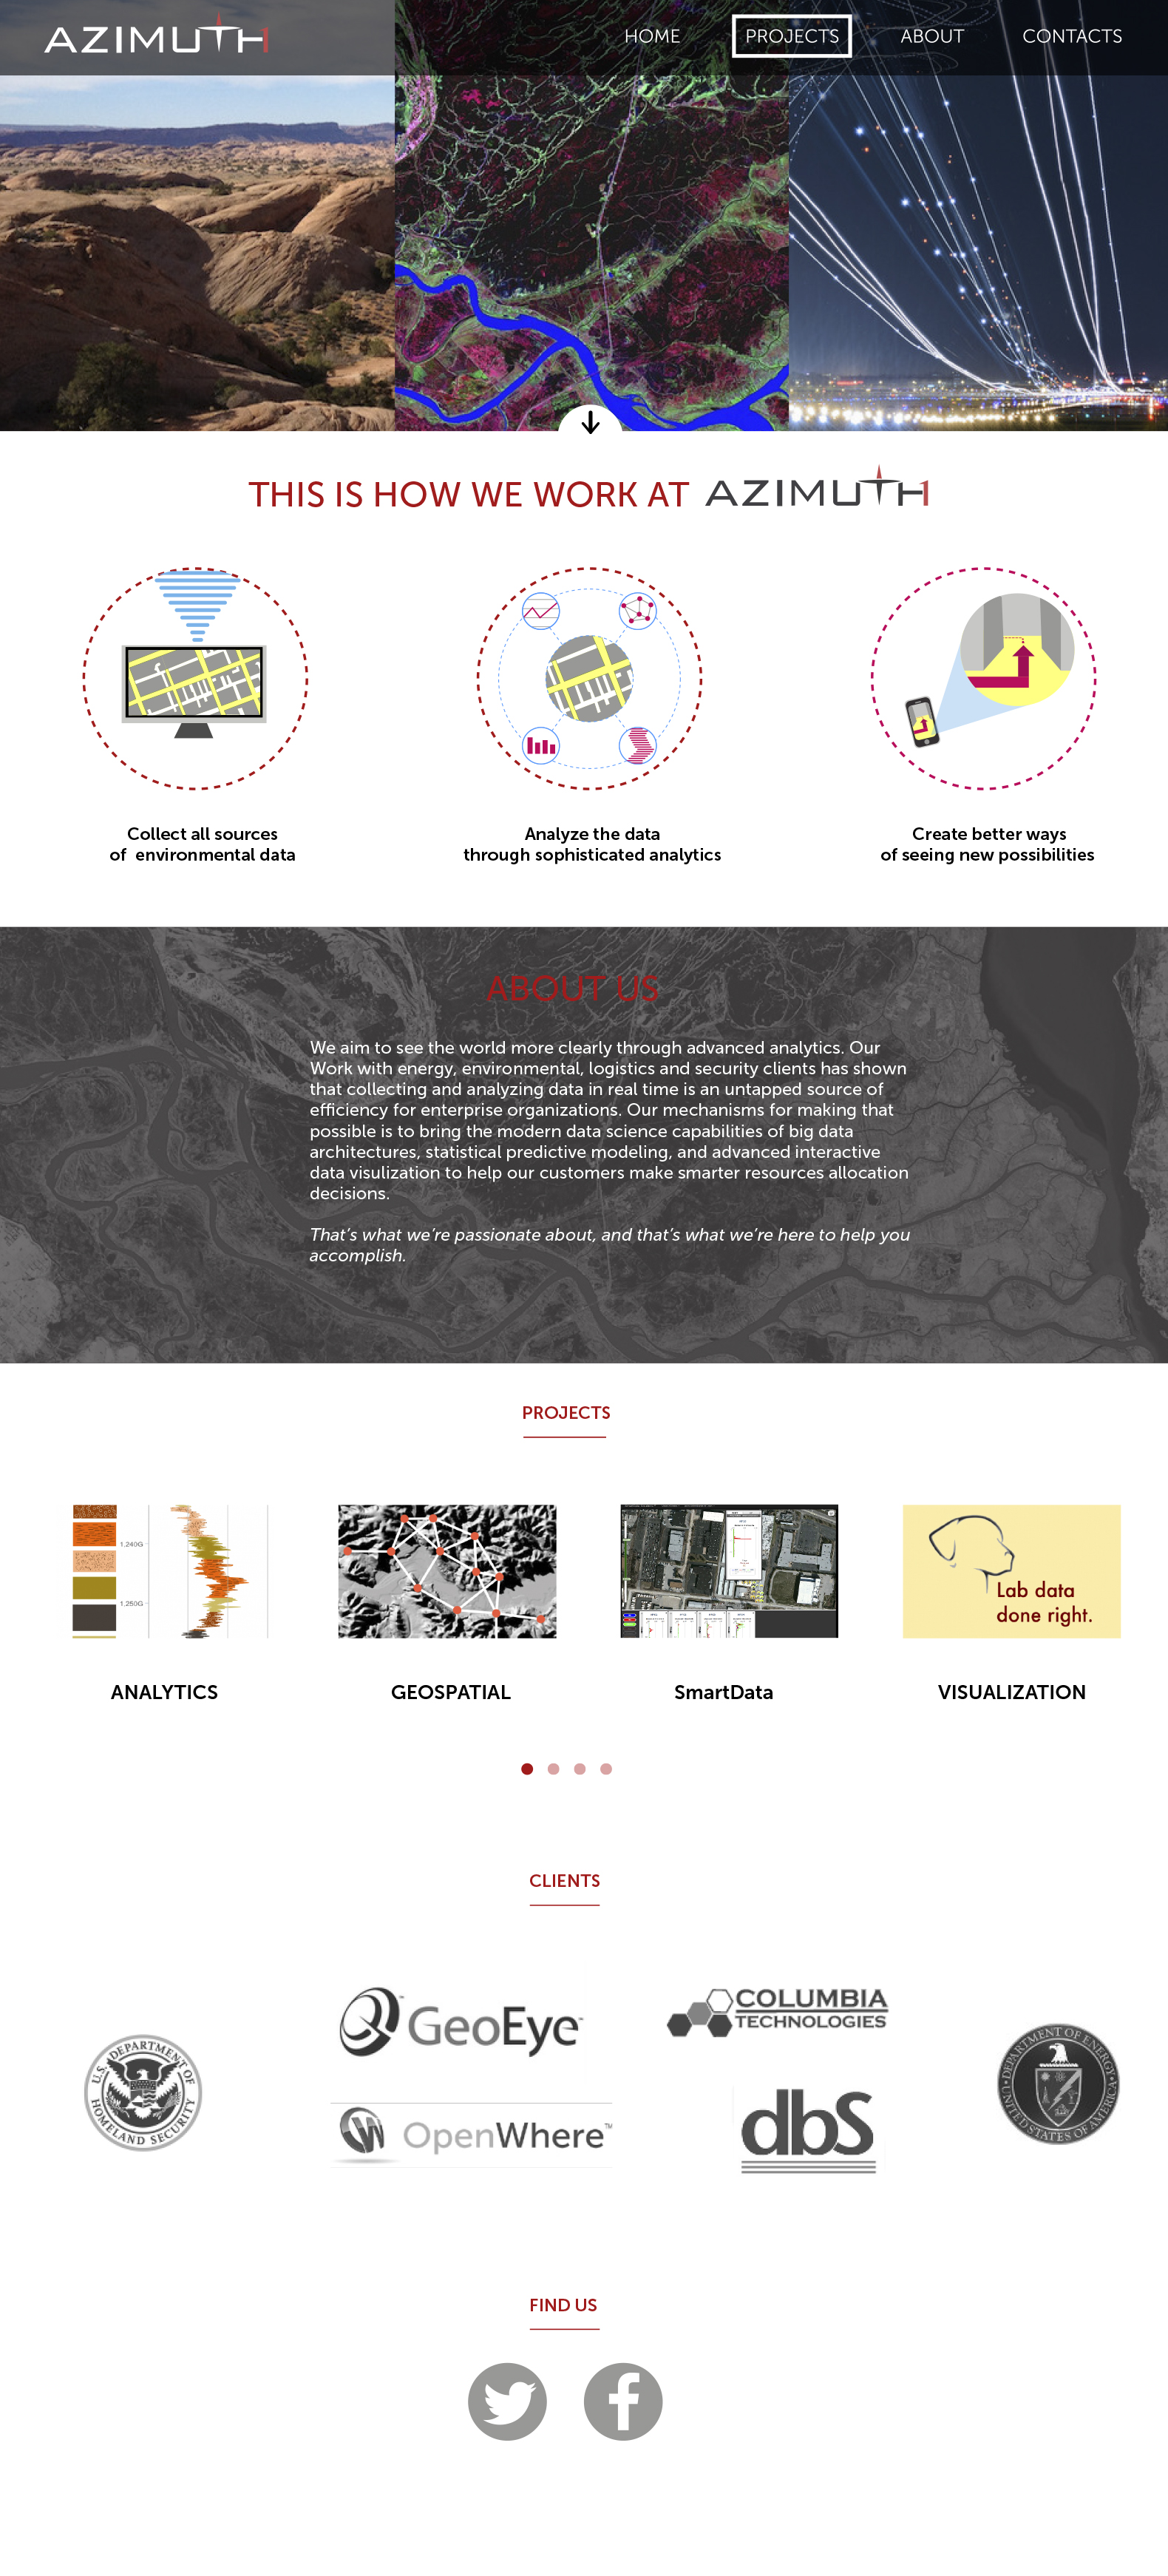 AZIMUTH1
HOME
PROJECTS
ABOUT
CONTACTS
THIS IS HOW WE WORK AT AZIMUTH1
Collect all sources
of environmental data
Analyze the data
through sophisticated analytics
Create better ways
of seeing new possibilities
ABOUT US
We aim to see the world more clearly through advanced analytics. Our
Work with energy, environmental, logistics and security clients has shown
that collecting and analyzing data in real time is an untapped source of
efficiency for enterprise organizations. Our mechanisms for making that
possible is to bring the modern data science capabilities of big data
architectures, statistical predictive modeling, and advanced interactive
data visulization to help our customers make smarter resources allocation
decisions.
That's what we're passionate about, and that's what we're here to help you
accomplish.
PROJECTS
1,240G
1,250G
Lab data
done right.
ANALYTICS
GEOSPATIAL
SmartData
VISUALIZATION
CLIENTS
U.S. DEPARTMENT OF
HOMELAND SECURITY
GeoEye™
OpenWhere™
COLUMBIA
TECHNOLOGIES
dbS
DEPARTMENT OF ENERGY
UNITED STATES OF AMERICA
FIND US